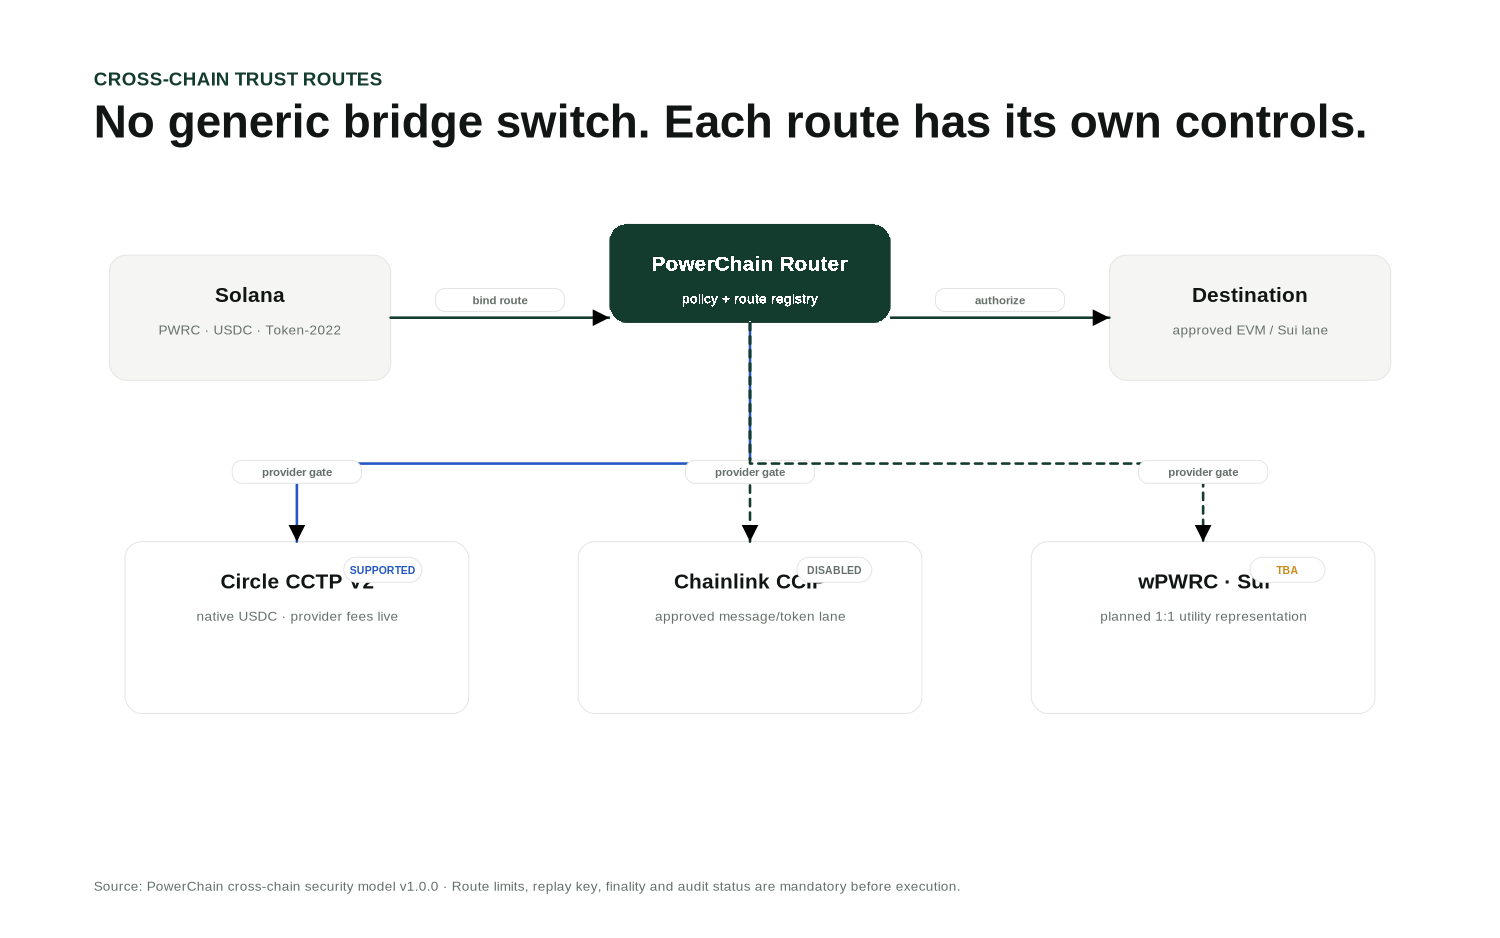 CROSS-CHAIN TRUST ROUTES
No generic bridge switch. Each route has its own controls.
PowerChain Router
policy + route registry
Solana
PWRC · USDC · Token-2022
bind route
authorize
Destination
approved EVM / Sui lane
provider gate
provider gate
provider gate
SUPPORTED
Circle CCTP v2
native USDC · provider fees live
DISABLED
Chainlink CCIP
approved message/token lane
TBA
wPWRC · Sui
planned 1:1 utility representation
Source: PowerChain cross-chain security model v1.0.0 · Route limits, replay key, finality and audit status are mandatory before execution.